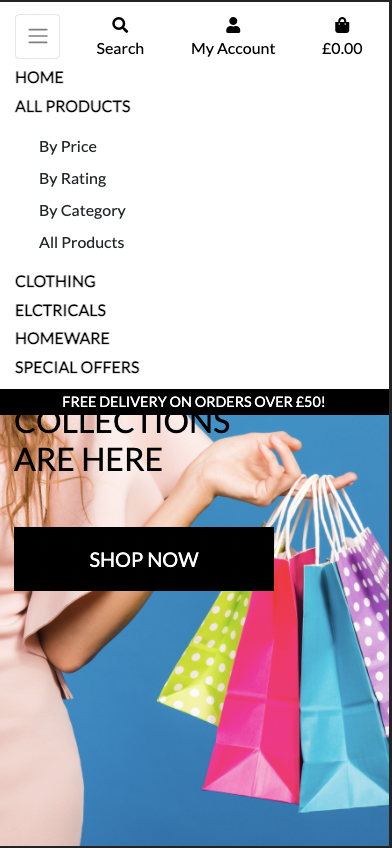 Search
My Account
£0.00
HOME
ALL PRODUCTS
By Price
By Rating
By Category
All Products
CLOTHING
ELCTRICALS
HOMEWARE
SPECIAL OFFERS
FREE DELIVERY ON ORDERS OVER £50!
COLLECTIONS
ARE HERE
SHOP NOW